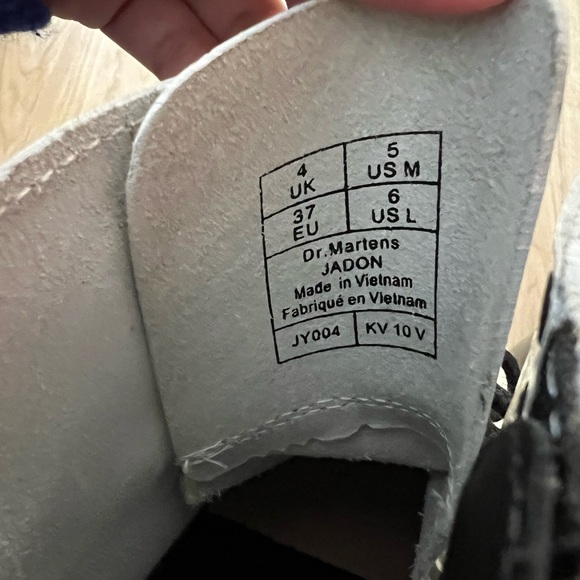 4 5
UK US M
37 6
EU US L
Dr.Martens
JADON
Made in Vietnam
Fabriqué en Vietnam
JY004 KV 10 V